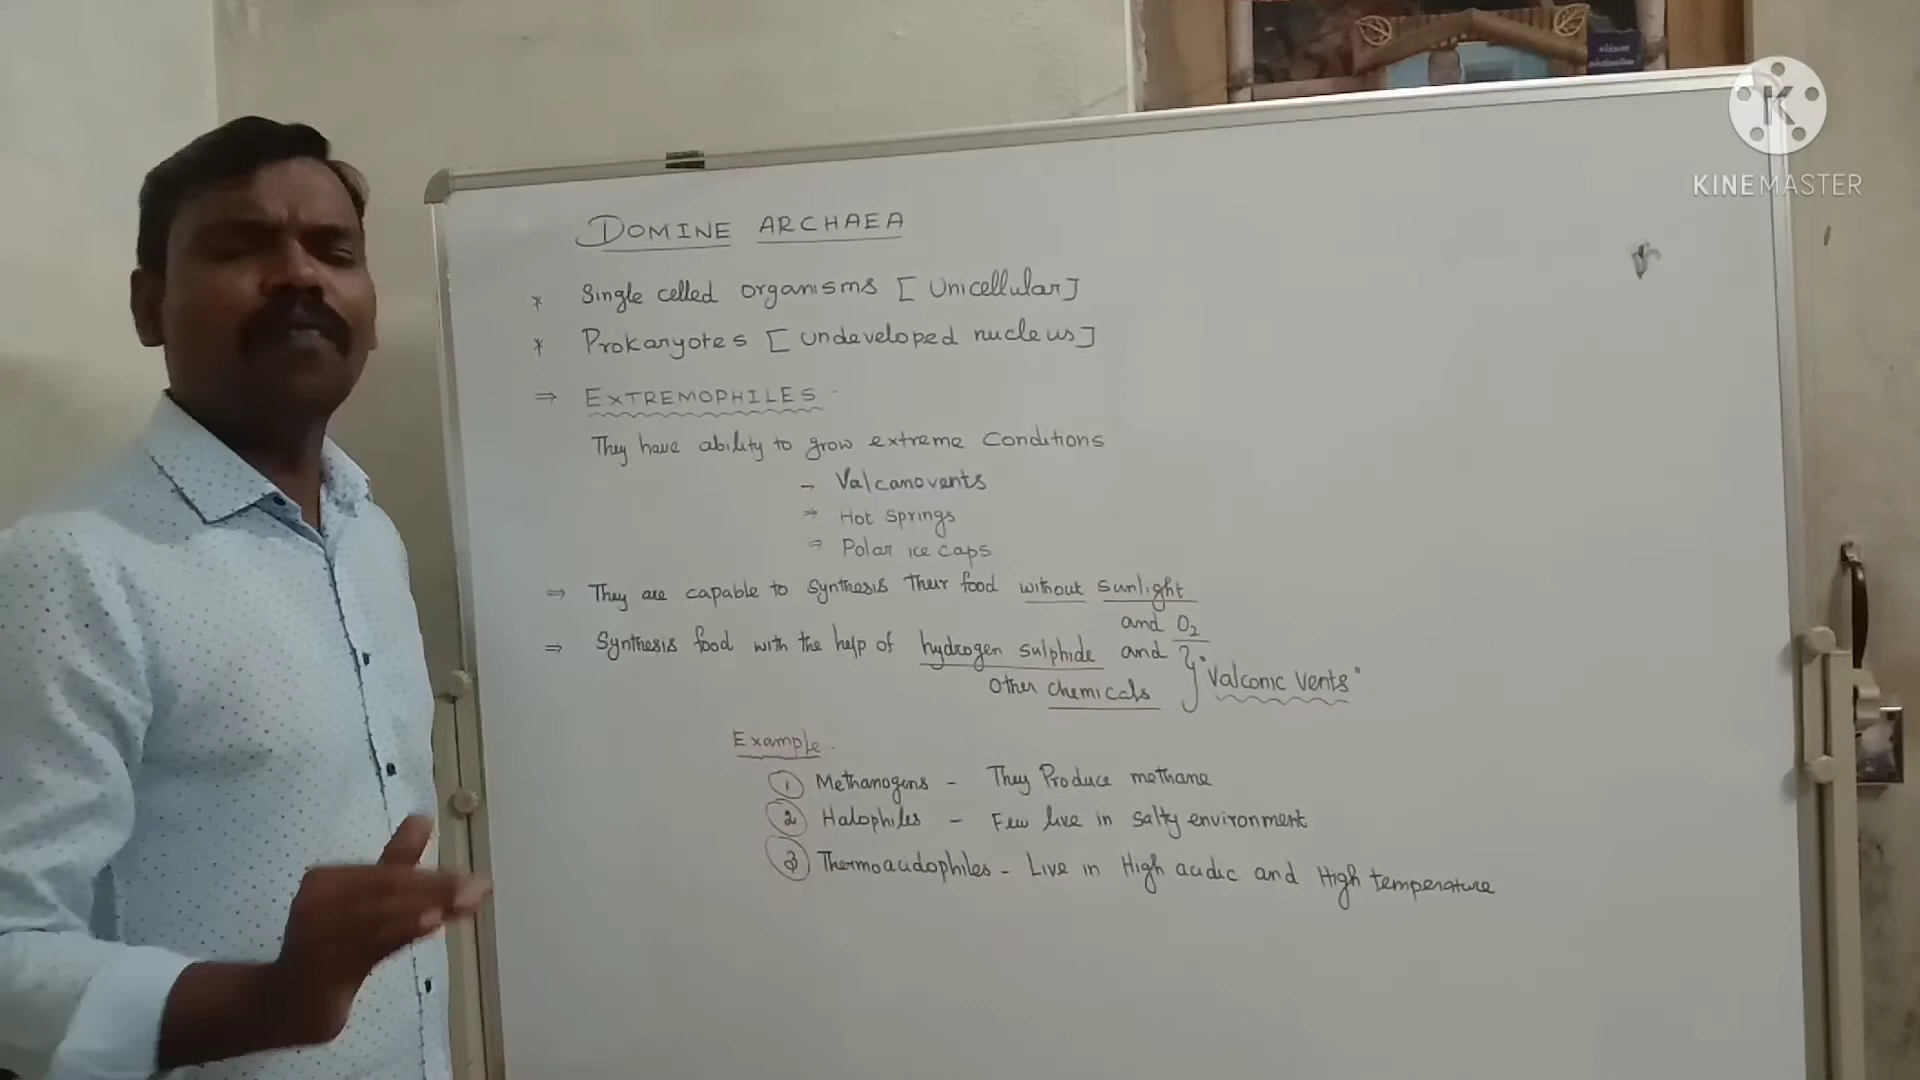 KINEMASTER
DOMINE ARCHAEA
* Single celled organisms [ Unicellular]
* Prokaryotes [ Undeveloped nucleus]
⇒ EXTREMOPHILES
They have ability to grow extreme Conditions
- Valcanovents
⇒ Hot springs
⇒ Polar ice caps
⇒ They are capable to synthesis Their food without sunlight
and O₂
⇒ Synthesis food with the help of hydrogen sulphide and
Other chemicals } "Valconic vents"
Example
① Methanogens - They Produce methane
② Halophiles - Few live in salty environment
③ Thermoacidophiles - Live in High acidic and High temperature